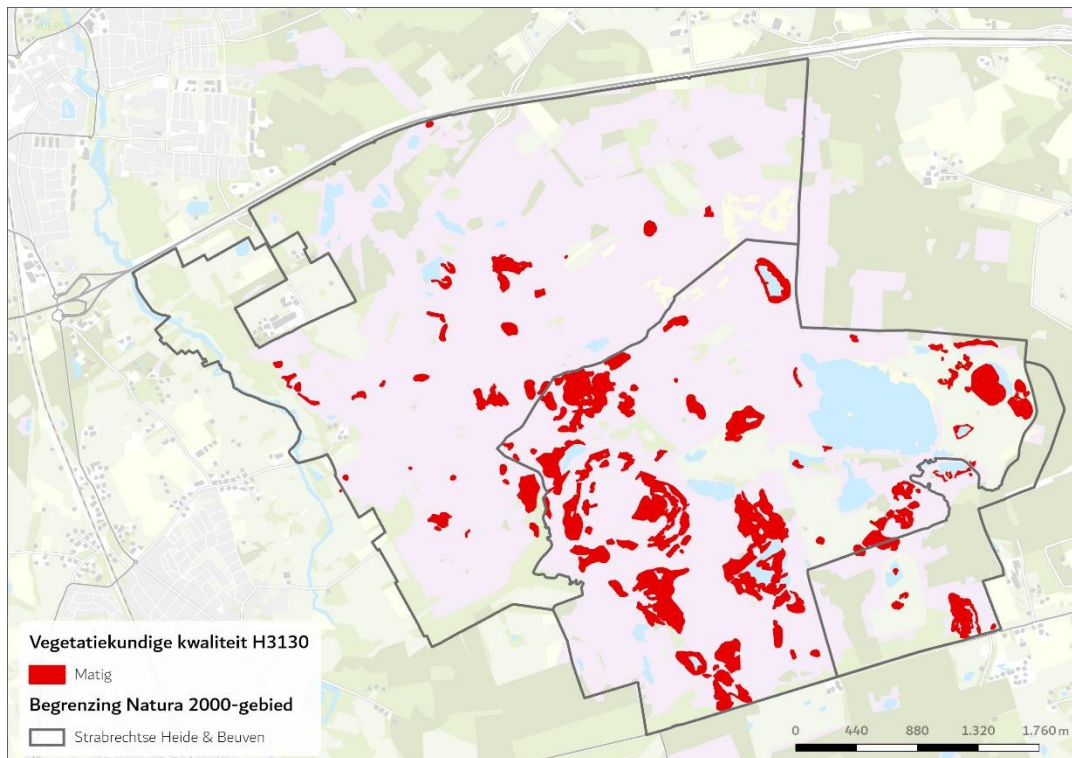 Vegetatiekundige kwaliteit H3130
Matig
Begrenzing Natura 2000-gebied
Strabrechtse Heide & Beuven
0 440 880 1.320 1.760 m